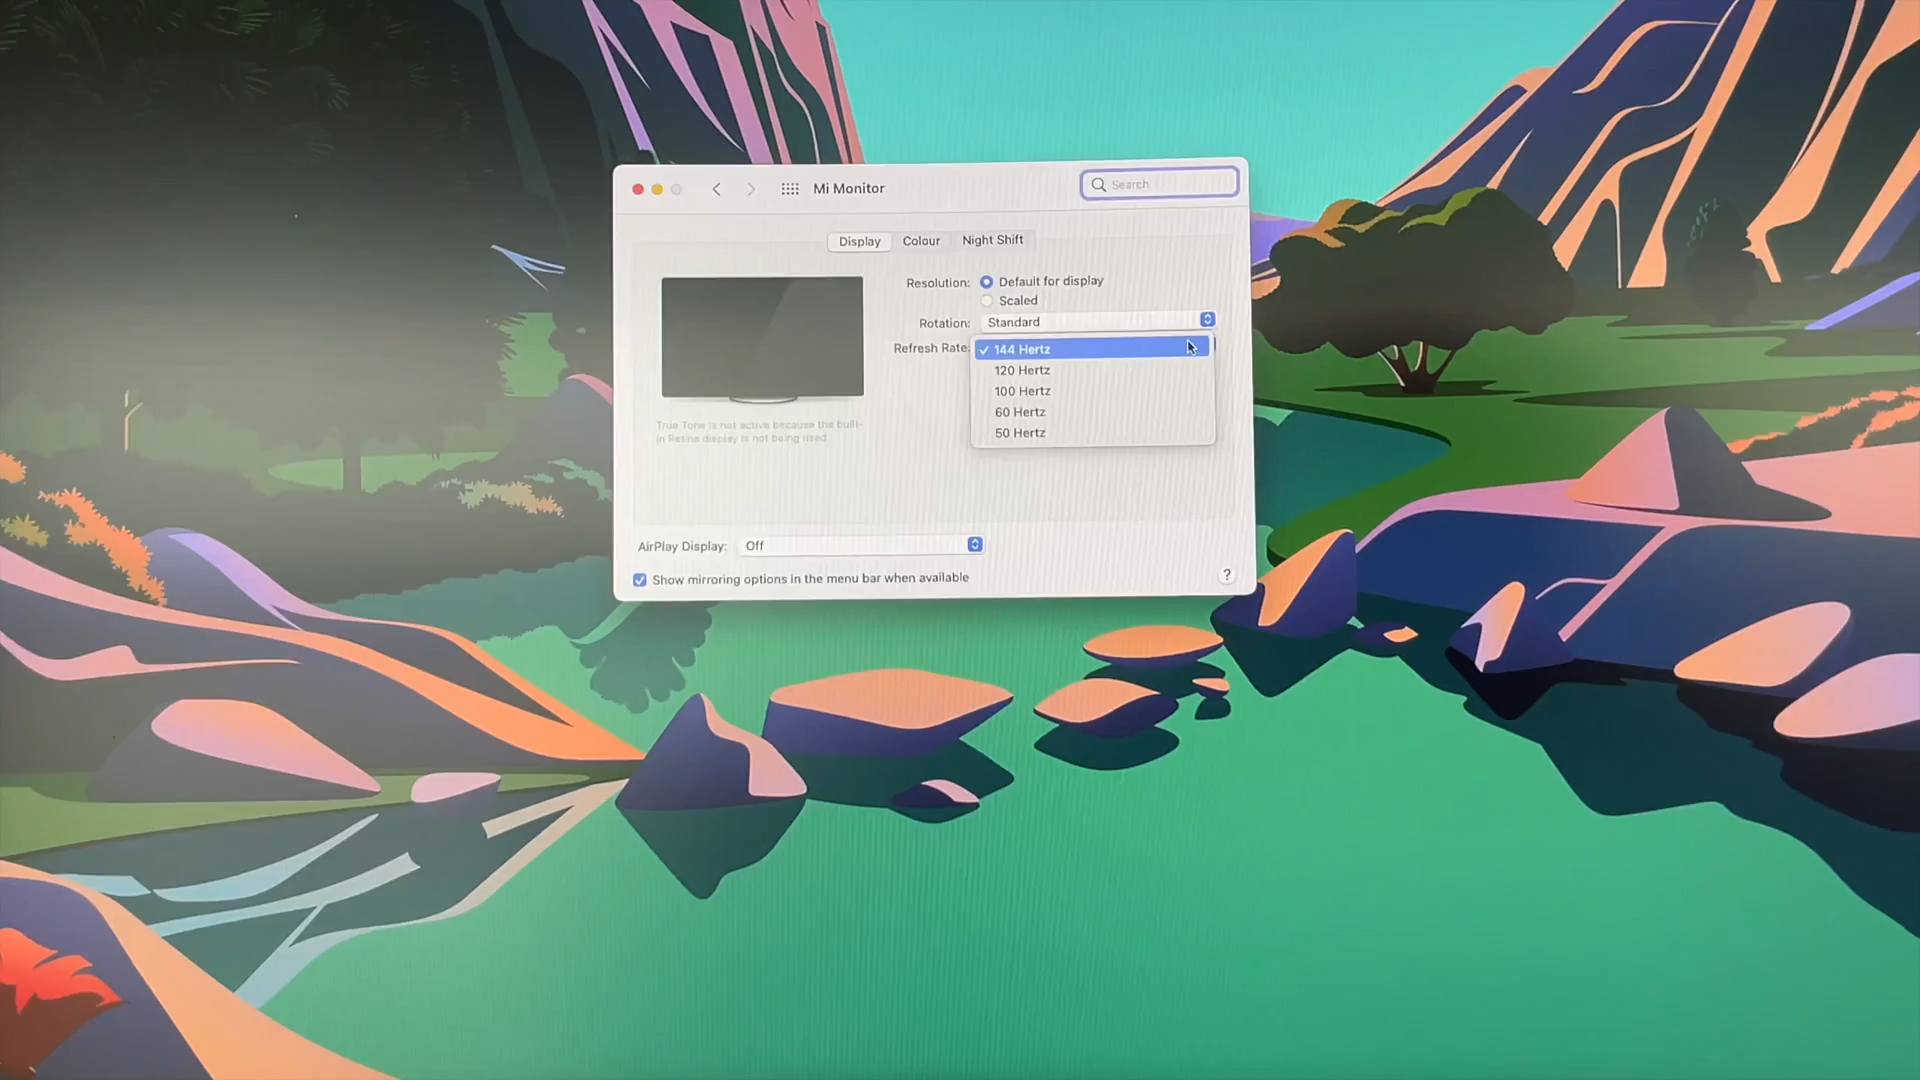 Mi Monitor
Search
Display Colour Night Shift
Resolution: Default for display
Scaled
Rotation: Standard
Refresh Rate: 144 Hertz
120 Hertz
100 Hertz
60 Hertz
50 Hertz
True Tone is not active because the built-
in Retina display is not being used.
AirPlay Display: Off
Show mirroring options in the menu bar when available
?